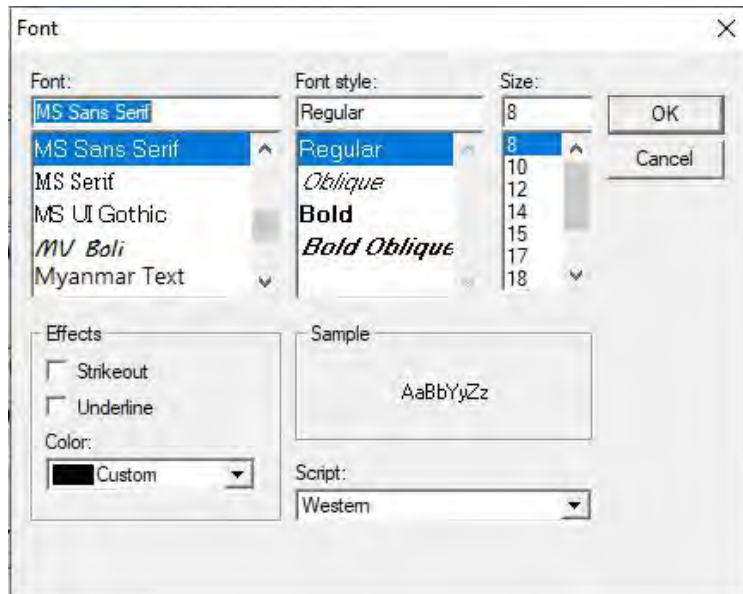 Font
Font:
MS Sans Serif
MS Sans Serif
MS Serif
MS UI Gothic
MV Boli
Myanmar Text
Font style:
Regular
Regular
Oblique
Bold
Bold Oblique
Size:
8
8
10
12
14
15
17
18
OK
Cancel
Effects
Strikeout
Underline
Color:
Custom
Sample
AaBbYyZz
Script:
Western